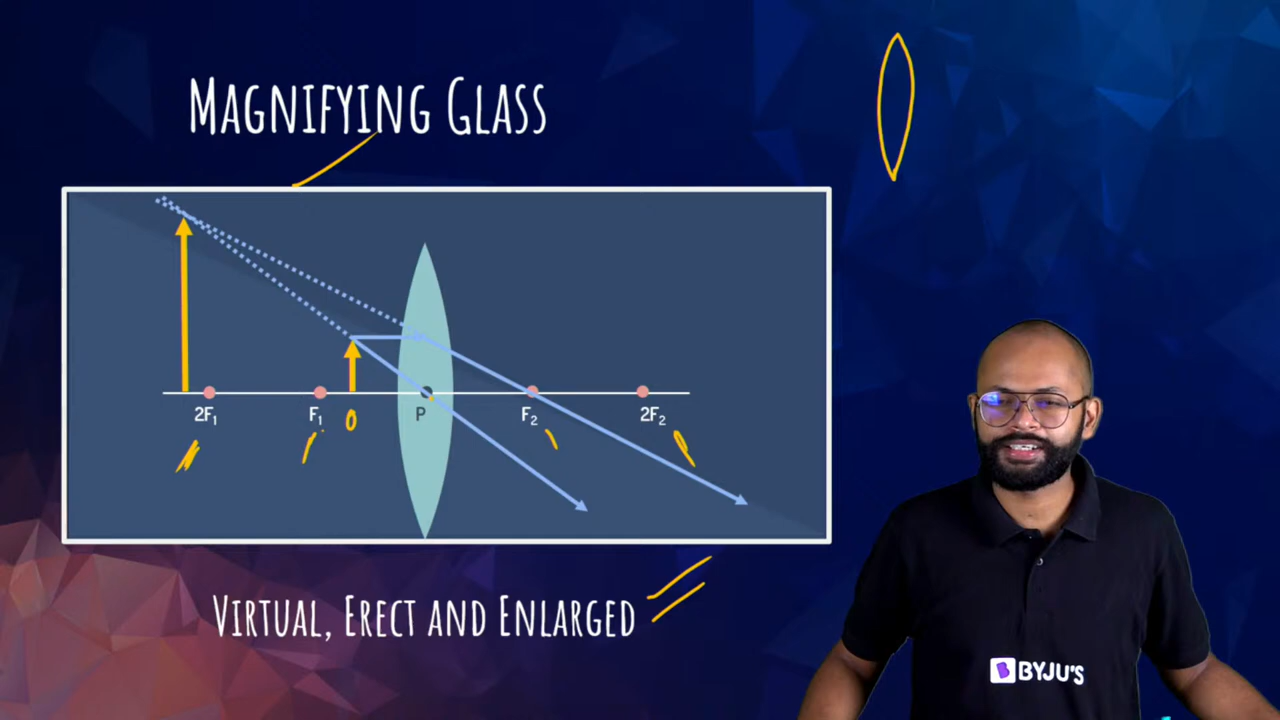 Magnifying Glass
2F₁ F₁ O P F₂ 2F₂
Virtual, Erect and Enlarged
BYJU'S